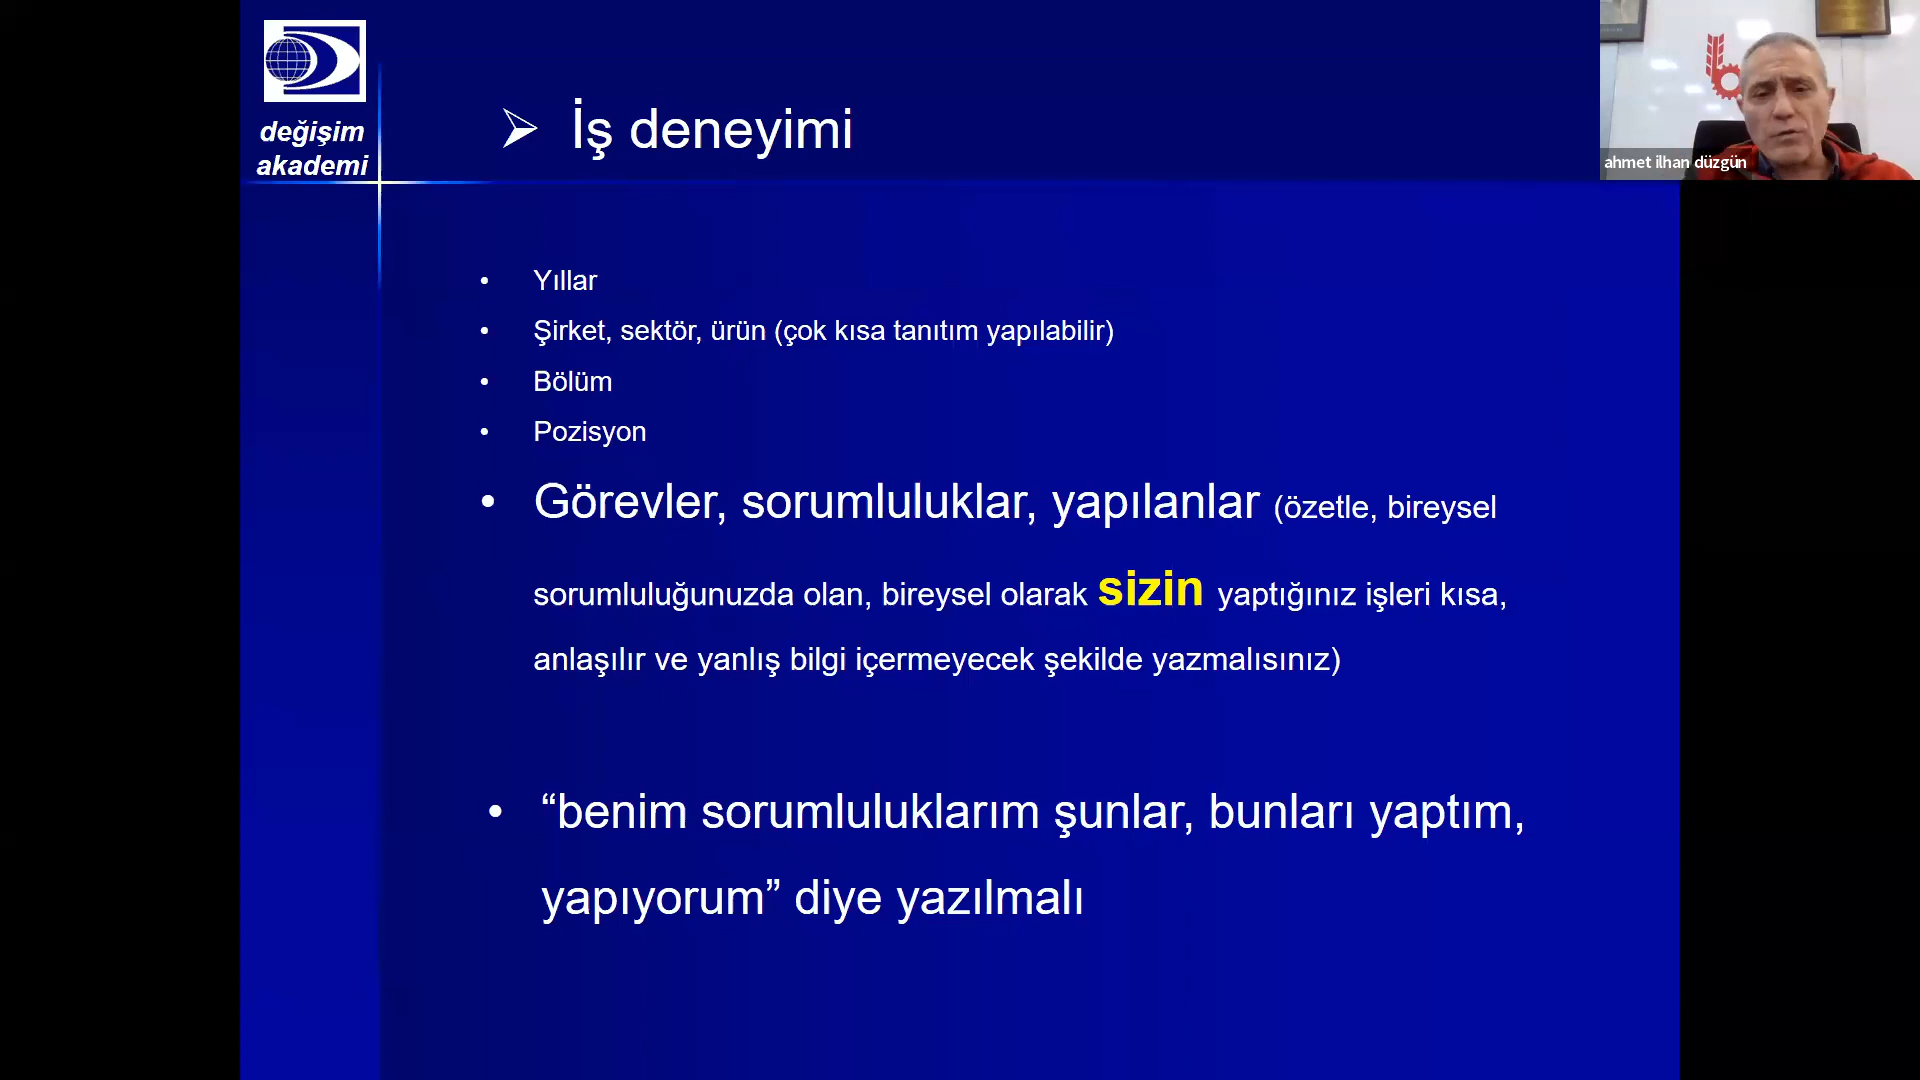 değişim
akademi
İş deneyimi
ahmet ilhan düzgün
• Yıllar
• Şirket, sektör, ürün (çok kısa tanıtım yapılabilir)
• Bölüm
• Pozisyon
• Görevler, sorumluluklar, yapılanlar (özetle, bireysel
sorumluluğunuzda olan, bireysel olarak sizin yaptığınız işleri kısa,
anlaşılır ve yanlış bilgi içermeyecek şekilde yazmalısınız)
• “benim sorumluluklarım şunlar, bunları yaptım,
yapıyorum” diye yazılmalı